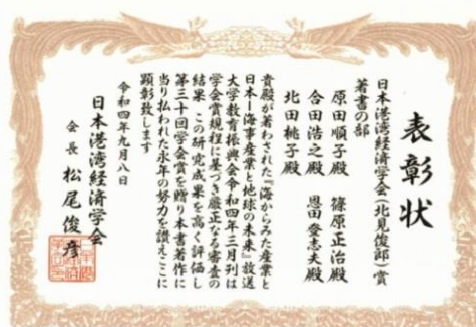 表彰状
日本港湾経済学会(北見俊郎)賞
著書の部
原田順子殿 篠原正治殿
合田浩之殿 恩田登志夫殿
北田桃子殿
貴殿が著わされた『海からみた産業と
日本―海事産業と地球の未来』放送
大学教育振興会令和四年三月刊は
学会賞規程に基づき厳正なる審査の
結果 この研究成果を高く評価し
第三十回学会賞を贈り本書著作に
当り払われた永年の努力を讃えここに
顕彰致します
令和四年九月八日
日本港湾経済学会
会長 松尾俊彦